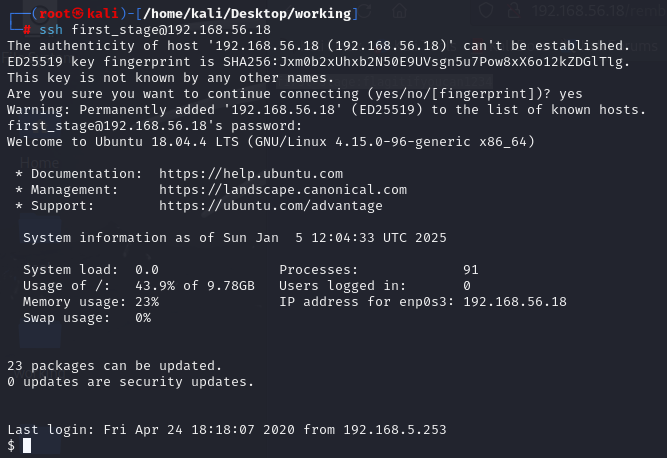 ┌──(root㉿kali)-[/home/kali/Desktop/working]
└─# ssh first_stage@192.168.56.18
The authenticity of host '192.168.56.18 (192.168.56.18)' can't be established.
ED25519 key fingerprint is SHA256:Jxm0b2xUhxb2N50E9UVsgn5u7Pow8xX6o12kZDGlTlg.
This key is not known by any other names.
Are you sure you want to continue connecting (yes/no/[fingerprint])? yes
Warning: Permanently added '192.168.56.18' (ED25519) to the list of known hosts.
first_stage@192.168.56.18's password:
Welcome to Ubuntu 18.04.4 LTS (GNU/Linux 4.15.0-96-generic x86_64)
* Documentation:  https://help.ubuntu.com
* Management:     https://landscape.canonical.com
* Support:        https://ubuntu.com/advantage
System information as of Sun Jan  5 12:04:33 UTC 2025
System load:  0.0               Processes:             91
Usage of /:   43.9% of 9.78GB   Users logged in:       0
Memory usage: 23%               IP address for enp0s3: 192.168.56.18
Swap usage:   0%
23 packages can be updated.
0 updates are security updates.
Last login: Fri Apr 24 18:18:07 2020 from 192.168.5.253
$